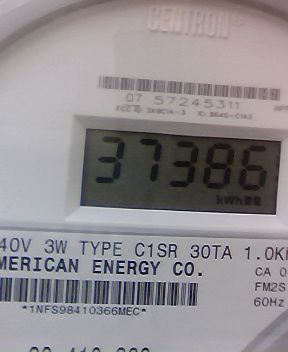 CENTRON®
07 57245311
37386
kWh
40V 3W TYPE C1SR 30TA 1.0K
MERICAN ENERGY CO.
CA 0
FM2S
60Hz
*1NFS98410366MEC*